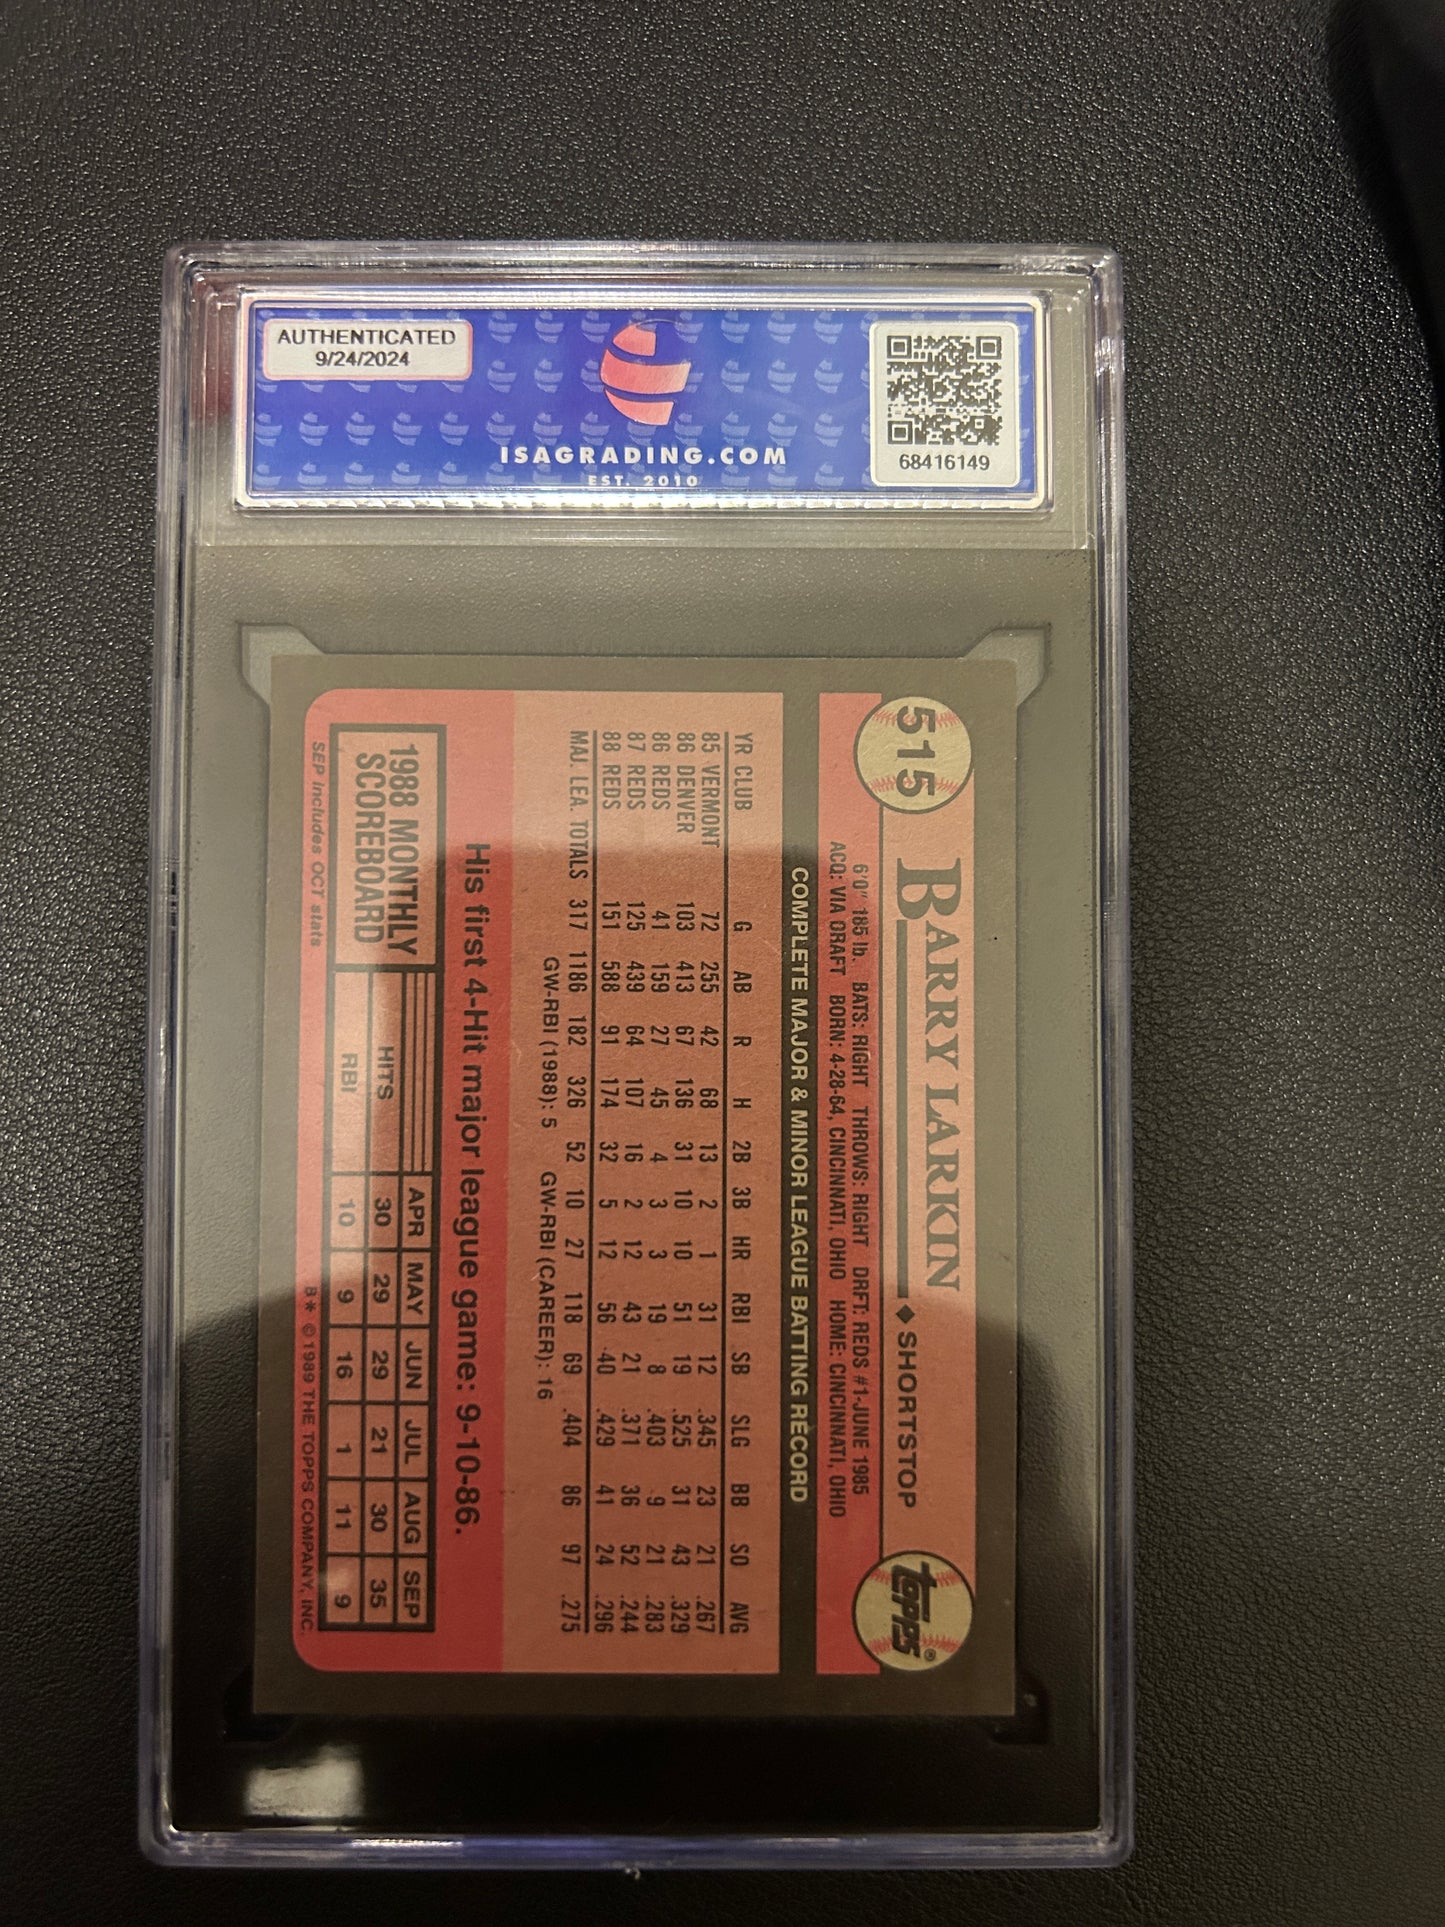 AUTHENTICATED
9/24/2024
ISAGRADING.COM
EST. 2010
68416149
515
BARRY LARKIN ◆ SHORTSTOP
topps®
6'0" 185 lb. BATS: RIGHT THROWS: RIGHT DRFT: REDS #1-JUNE 1985
ACQ: VIA DRAFT BORN: 4-28-64, CINCINNATI, OHIO HOME: CINCINNATI, OHIO
COMPLETE MAJOR & MINOR LEAGUE BATTING RECORD
YR CLUB G AB R H 2B 3B HR RBI SB SLG BB SO AVG
85 VERMONT 72 255 42 68 13 2 1 31 12 .345 23 21 .267
86 DENVER 103 413 67 136 31 10 10 51 19 .525 31 43 .329
86 REDS 41 159 27 45 4 3 3 19 8 .403 9 21 .283
87 REDS 125 439 64 107 16 2 12 43 21 .371 36 52 .244
88 REDS 151 588 91 174 32 5 12 56 40 .429 41 24 .296
MAJ. LEA. TOTALS 317 1186 182 326 52 10 27 118 69 .404 86 97 .275
GW-RBI (1988): 5 GW-RBI (CAREER): 16
His first 4-Hit major league game: 9-10-86.
1988 MONTHLY
SCOREBOARD
APR MAY JUN JUL AUG SEP
HITS 30 29 29 21 30 35
RBI 10 9 16 1 11 9
SEP includes OCT stats
B* ©1989 THE TOPPS COMPANY, INC.